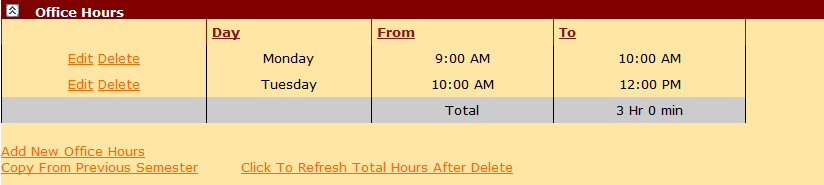 Office Hours
Day From To
Edit Delete Monday 9:00 AM 10:00 AM
Edit Delete Tuesday 10:00 AM 12:00 PM
Total 3 Hr 0 min
Add New Office Hours
Copy From Previous Semester Click To Refresh Total Hours After Delete